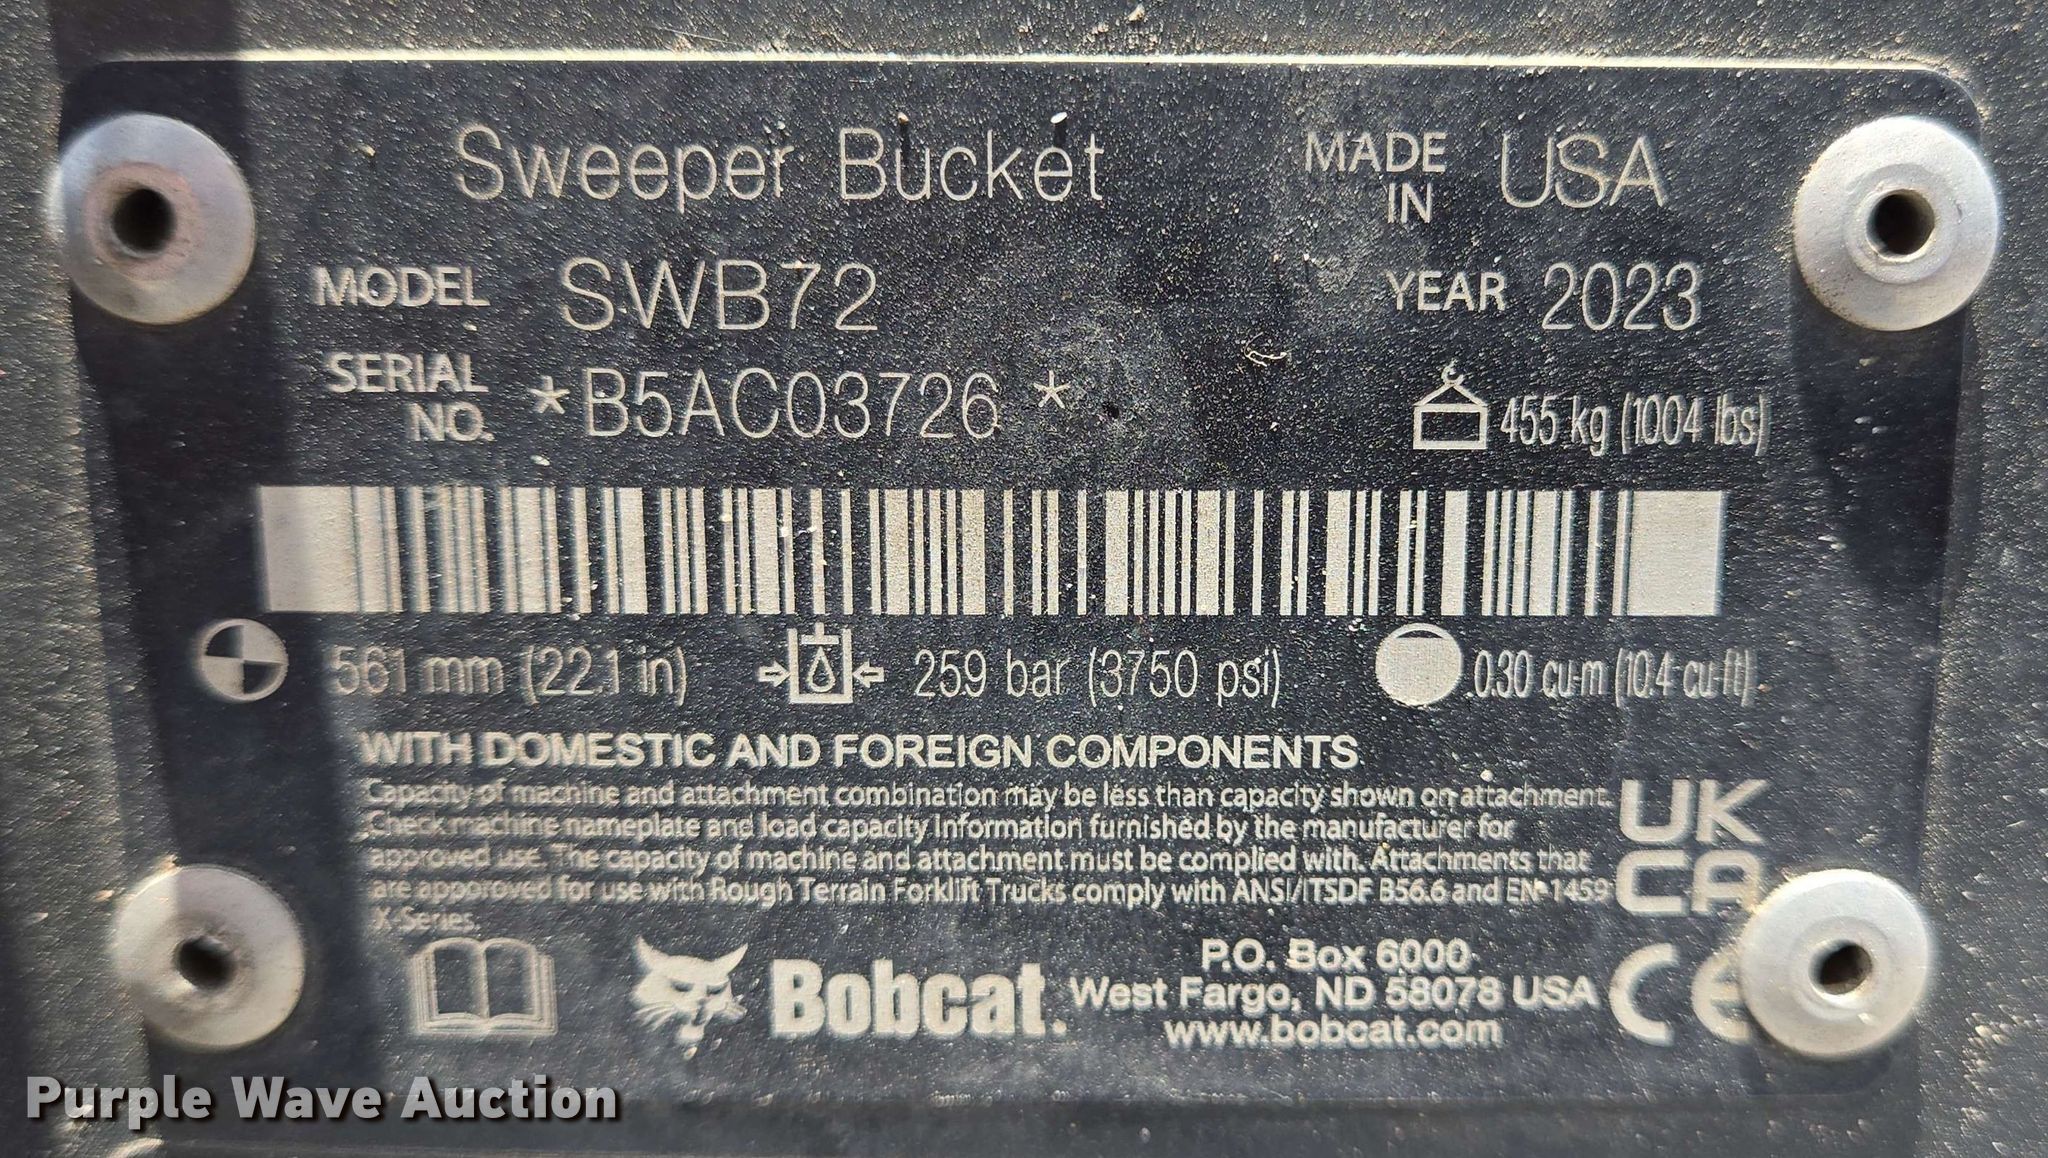 Sweeper Bucket MADE IN USA
MODEL SWB72 YEAR 2023
SERIAL NO. *B5AC03726* 455 kg (1004 lbs)
561 mm (22.1 in) 259 bar (3750 psi) 0.30 cu-m (10.4 cu-ft)
WITH DOMESTIC AND FOREIGN COMPONENTS
Capacity of machine and attachment combination may be less than capacity shown on attachment.
Check machine nameplate and load capacity information furnished by the manufacturer for
approved use. The capacity of machine and attachment must be complied with. Attachments that
are apporoved for use with Rough Terrain Forklift Trucks comply with ANSI/ITSDF B56.6 and EN-1459
X-Series.
UK
CA
Bobcat.
P.O. Box 6000
West Fargo, ND 58078 USA
www.bobcat.com
CE
Purple Wave Auction